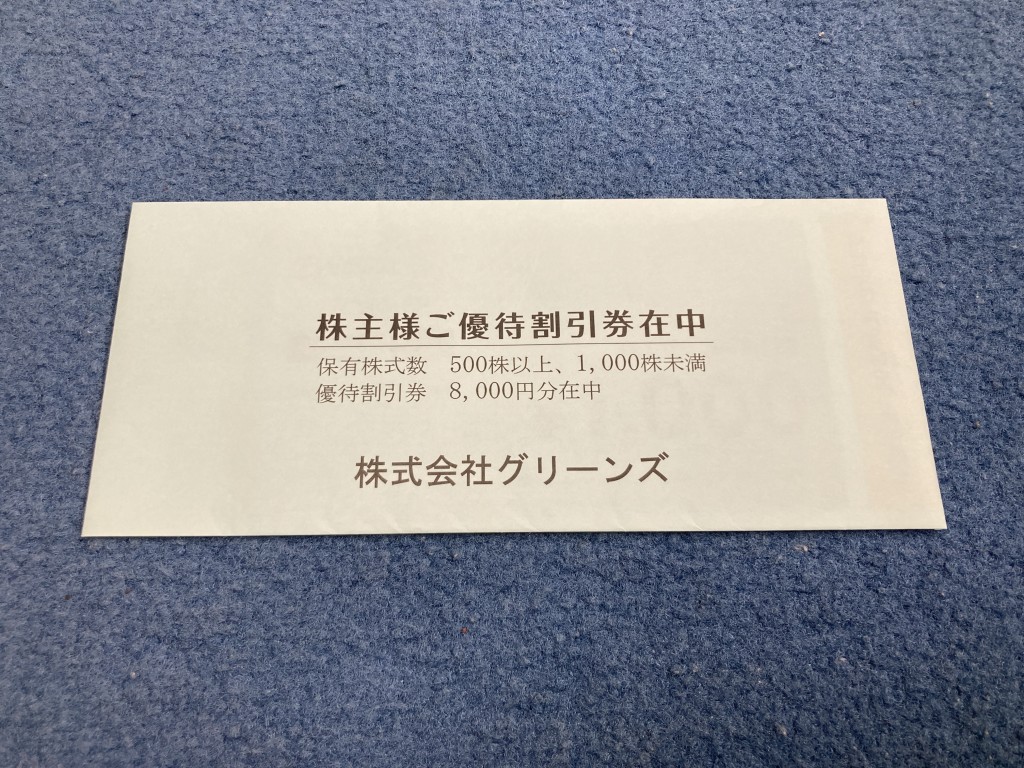 株主様ご優待割引券在中
保有株式数　500株以上、1,000株未満
優待割引券　8,000円分在中
株式会社グリーンズ